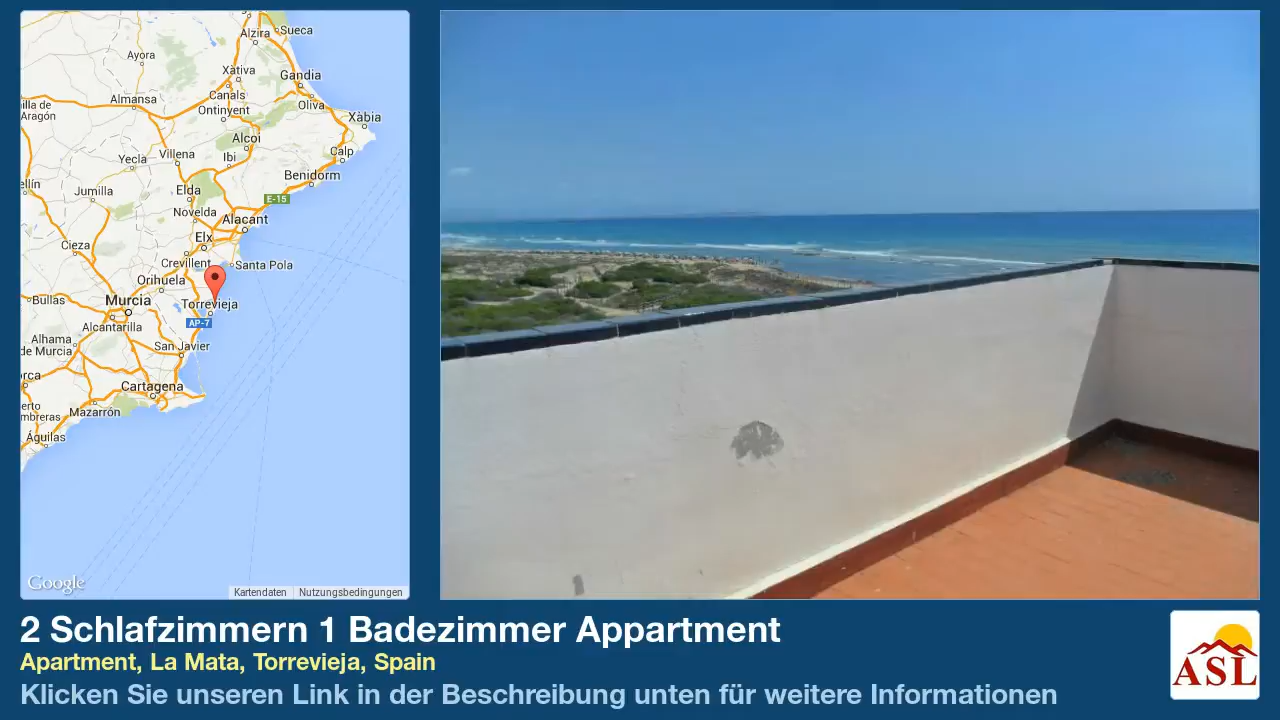 Alzira
Sueca
Ayora
Xàtiva
Gandia
Canals
Almansa
Ontinyent
Oliva
illa de
Aragón
Xàbia
Alcoi
Yecla
Villena
Ibi
Calp
Benidorm
ellín
Jumilla
Elda
E-15
Novelda
Alacant
Cieza
Elx
Crevillent
Santa Pola
Orihuela
Bullas
Murcia
Torrevieja
Alcantarilla
AP-7
Alhama
de Murcia
San Javier
rca
Cartagena
erto
mbreras
Mazarrón
Águilas
Google
Kartendaten
Nutzungsbedingungen
2 Schlafzimmern 1 Badezimmer Appartment
Apartment, La Mata, Torrevieja, Spain
Klicken Sie unseren Link in der Beschreibung unten für weitere Informationen
ASL